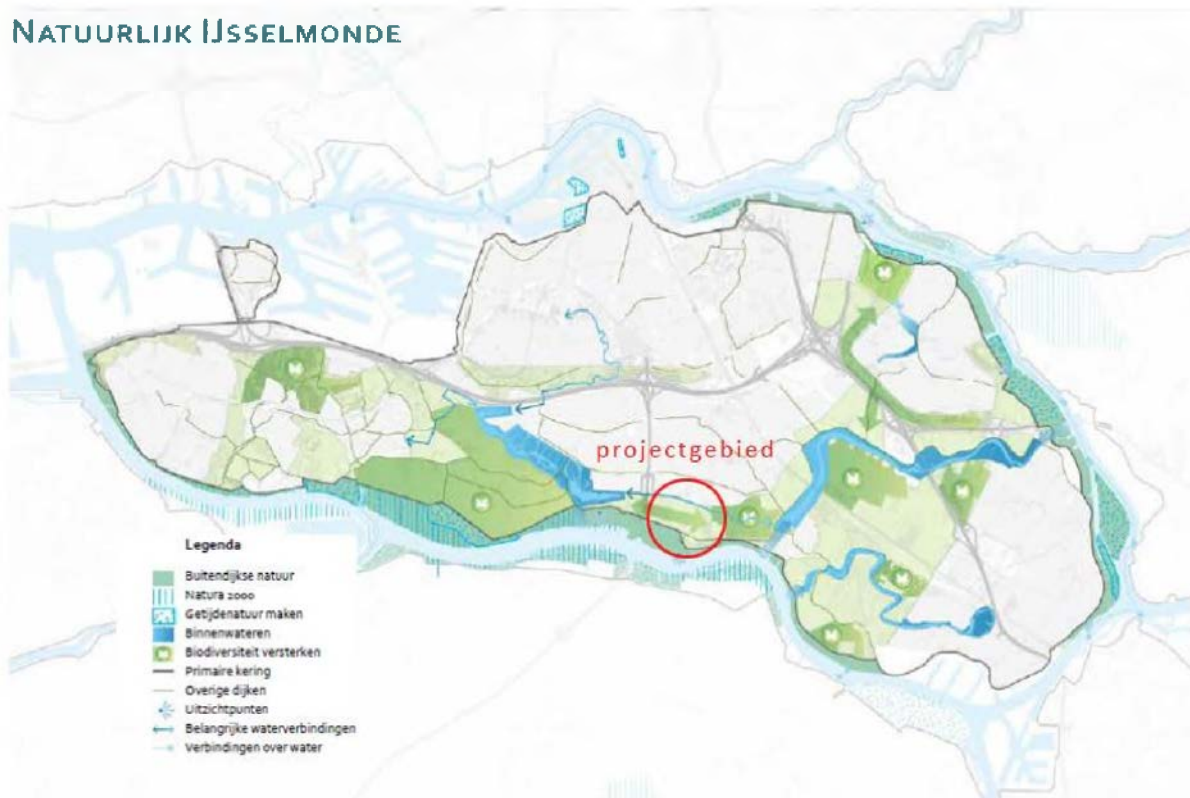 NATUURLIJK IJSSELMONDE
projectgebied
Legenda
Buitendijkse natuur
Natura 2000
Getijdenatuur maken
Binnenwateren
Biodiversiteit versterken
Primaire kering
Overige dijken
Uitzichtpunten
Belangrijke waterverbindingen
Verbindingen over water